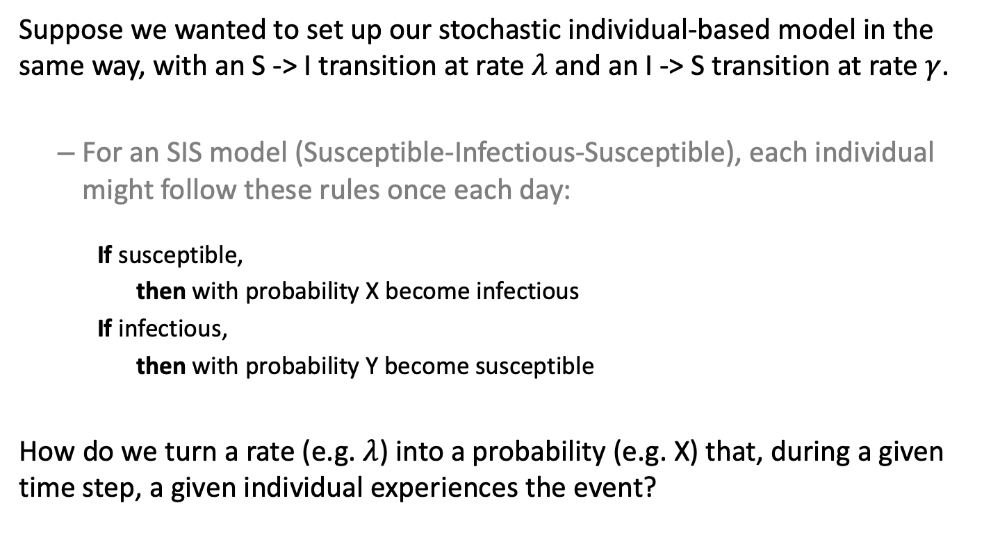 Suppose we wanted to set up our stochastic individual-based model in the
same way, with an S -> I transition at rate 𝜆 and an I -> S transition at rate 𝛾.
– For an SIS model (Susceptible-Infectious-Susceptible), each individual
might follow these rules once each day:
If susceptible,
then with probability X become infectious
If infectious,
then with probability Y become susceptible
How do we turn a rate (e.g. 𝜆) into a probability (e.g. X) that, during a given
time step, a given individual experiences the event?